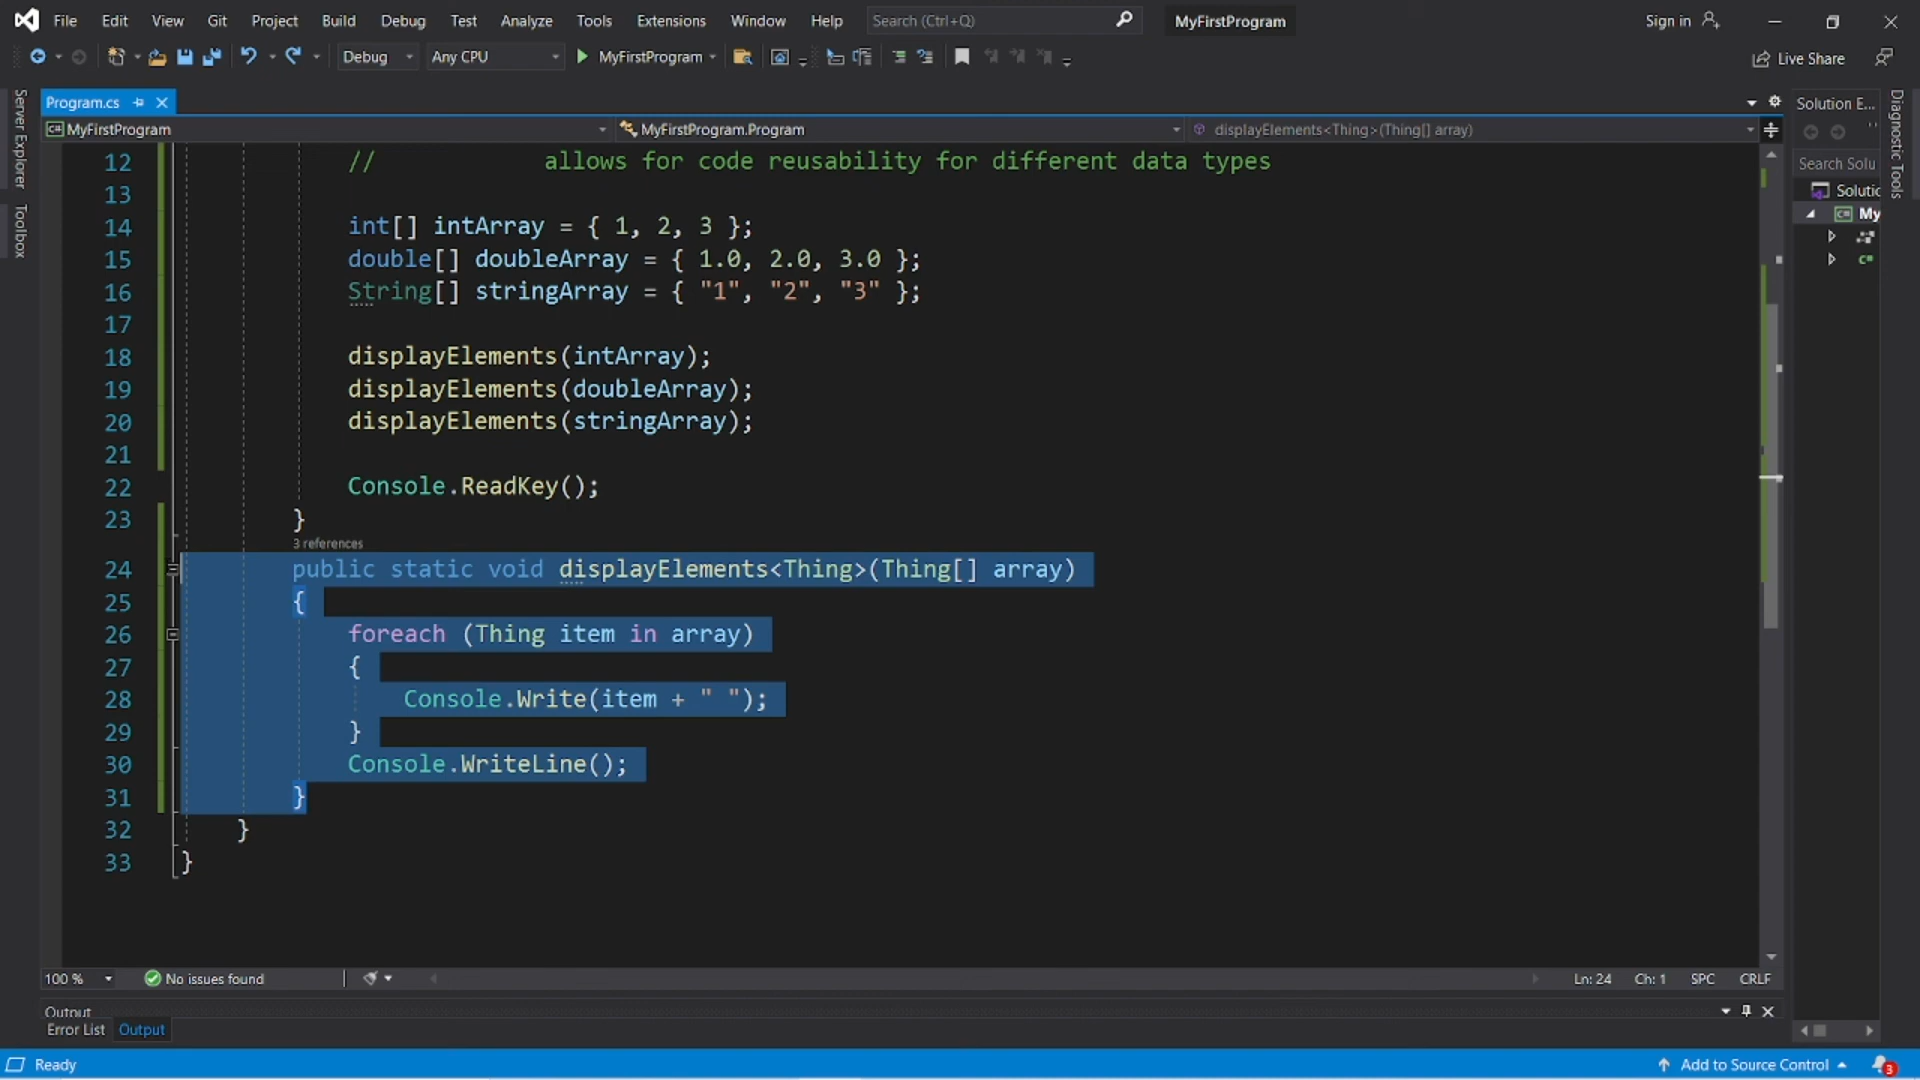 File Edit View Git Project Build Debug Test Analyze Tools Extensions Window Help Search (Ctrl+Q) MyFirstProgram Sign in
Debug Any CPU MyFirstProgram Live Share
Program.cs Solution E...
MyFirstProgram MyFirstProgram.Program displayElements<Thing>(Thing[] array)
Server Explorer
Toolbox
Diagnostic Tools
Search Solu
Solutic
My
C#
12 // allows for code reusability for different data types
13
14 int[] intArray = { 1, 2, 3 };
15 double[] doubleArray = { 1.0, 2.0, 3.0 };
16 String[] stringArray = { "1", "2", "3" };
17
18 displayElements(intArray);
19 displayElements(doubleArray);
20 displayElements(stringArray);
21
22 Console.ReadKey();
23 }
3 references
24 public static void displayElements<Thing>(Thing[] array)
25 {
26 foreach (Thing item in array)
27 {
28 Console.Write(item + " ");
29 }
30 Console.WriteLine();
31 }
32 }
33 }
100 % No issues found Ln: 24 Ch: 1 SPC CRLF
Output
Error List Output
Ready Add to Source Control 3